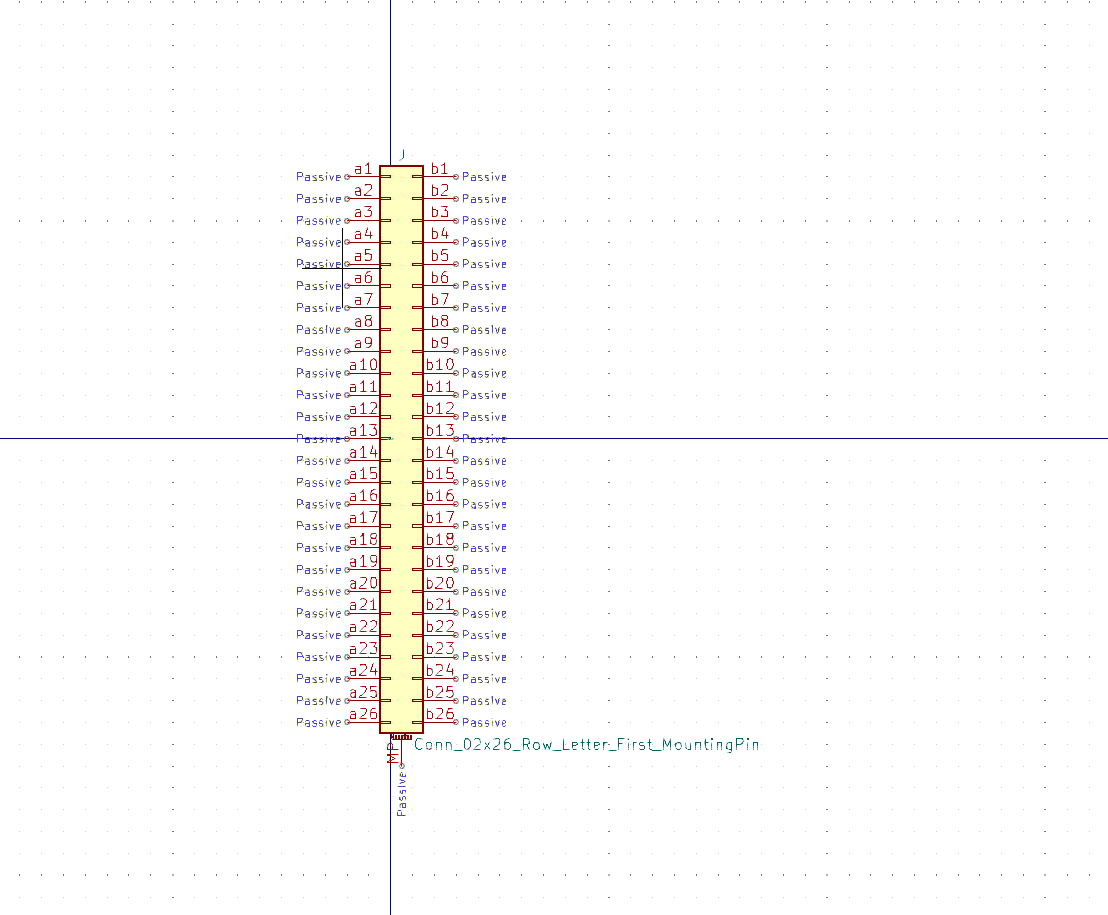 J
Passive a1 b1 Passive
Passive a2 b2 Passive
Passive a3 b3 Passive
Passive a4 b4 Passive
Passive a5 b5 Passive
Passive a6 b6 Passive
Passive a7 b7 Passive
Passive a8 b8 Passive
Passive a9 b9 Passive
Passive a10 b10 Passive
Passive a11 b11 Passive
Passive a12 b12 Passive
Passive a13 b13 Passive
Passive a14 b14 Passive
Passive a15 b15 Passive
Passive a16 b16 Passive
Passive a17 b17 Passive
Passive a18 b18 Passive
Passive a19 b19 Passive
Passive a20 b20 Passive
Passive a21 b21 Passive
Passive a22 b22 Passive
Passive a23 b23 Passive
Passive a24 b24 Passive
Passive a25 b25 Passive
Passive a26 b26 Passive
MP Conn_02x26_Row_Letter_First_MountingPin
Passive